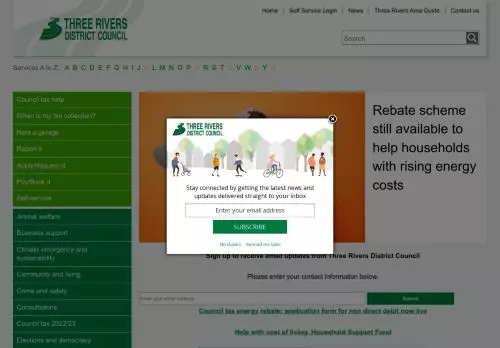 Home | Self Service Login | News | Three Rivers Area Guide | Contact us
THREE RIVERS
DISTRICT COUNCIL
Search
Services A to Z: A B C D E F G H I J K L M N O P Q R S T U V W X Y Z
Council tax help
When is my bin collection?
Rent a garage
Report it
Apply/Request it
Pay/Book it
Self-service
Animal welfare
Business support
Climate emergency and
sustainability
Community and living
Crime and safety
Consultations
Council tax 2022/23
Elections and democracy
Rebate scheme
still available to
help households
with rising energy
costs
THREE RIVERS
DISTRICT COUNCIL
Stay connected by getting the latest news and
updates delivered straight to your inbox
Enter your email address
SUBSCRIBE
No thanks Remind me later
Sign up to receive email updates from Three Rivers District Council
Please enter your contact information below.
Enter your email address
Submit
Council tax energy rebate: application form for non direct debit now live
Help with cost of living: Household Support Fund